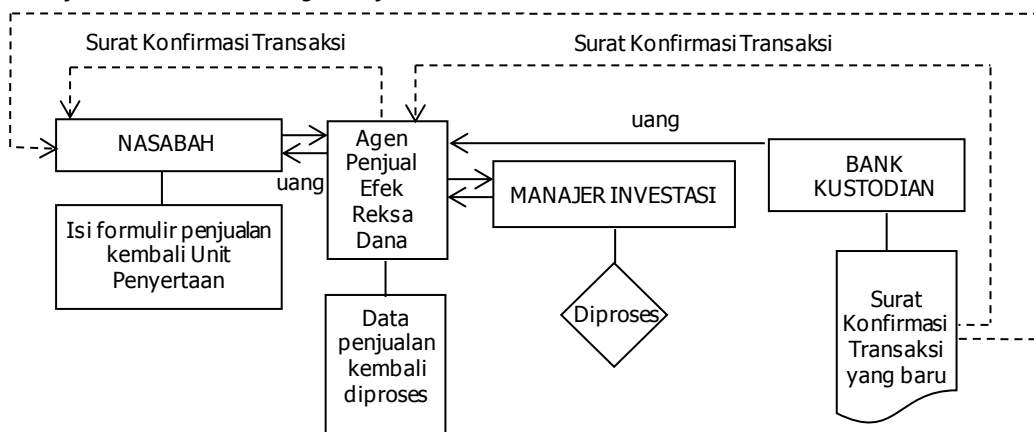 Surat Konfirmasi Transaksi
Surat Konfirmasi Transaksi
NASABAH
uang
Isi formulir penjualan
kembali Unit
Penyertaan
Agen
Penjual
Efek
Reksa
Dana
Data
penjualan
kembali
diproses
MANAJER INVESTASI
Diproses
uang
BANK
KUSTODIAN
Surat
Konfirmasi
Transaksi
yang baru